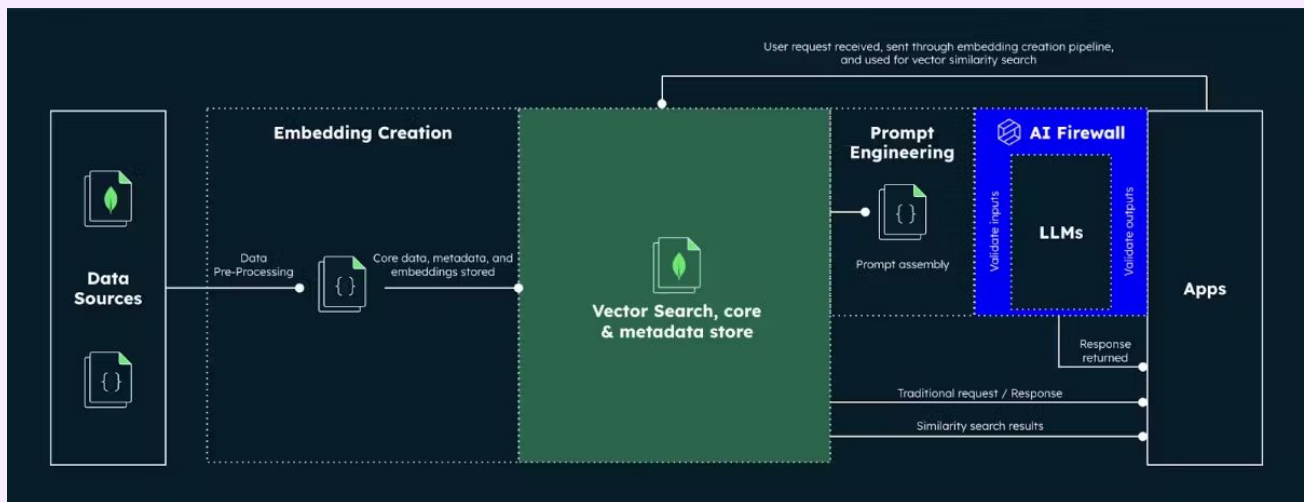 User request received, sent through embedding creation pipeline,
and used for vector similarity search
Data
Sources
Embedding Creation
Data
Pre-Processing
{ }
Core data, metadata, and
embeddings stored
Vector Search, core
& metadata store
Prompt
Engineering
{ }
Prompt assembly
AI Firewall
Validate inputs
LLMs
Validate outputs
Apps
Response
returned
Traditional request / Response
Similarity search results
{ }